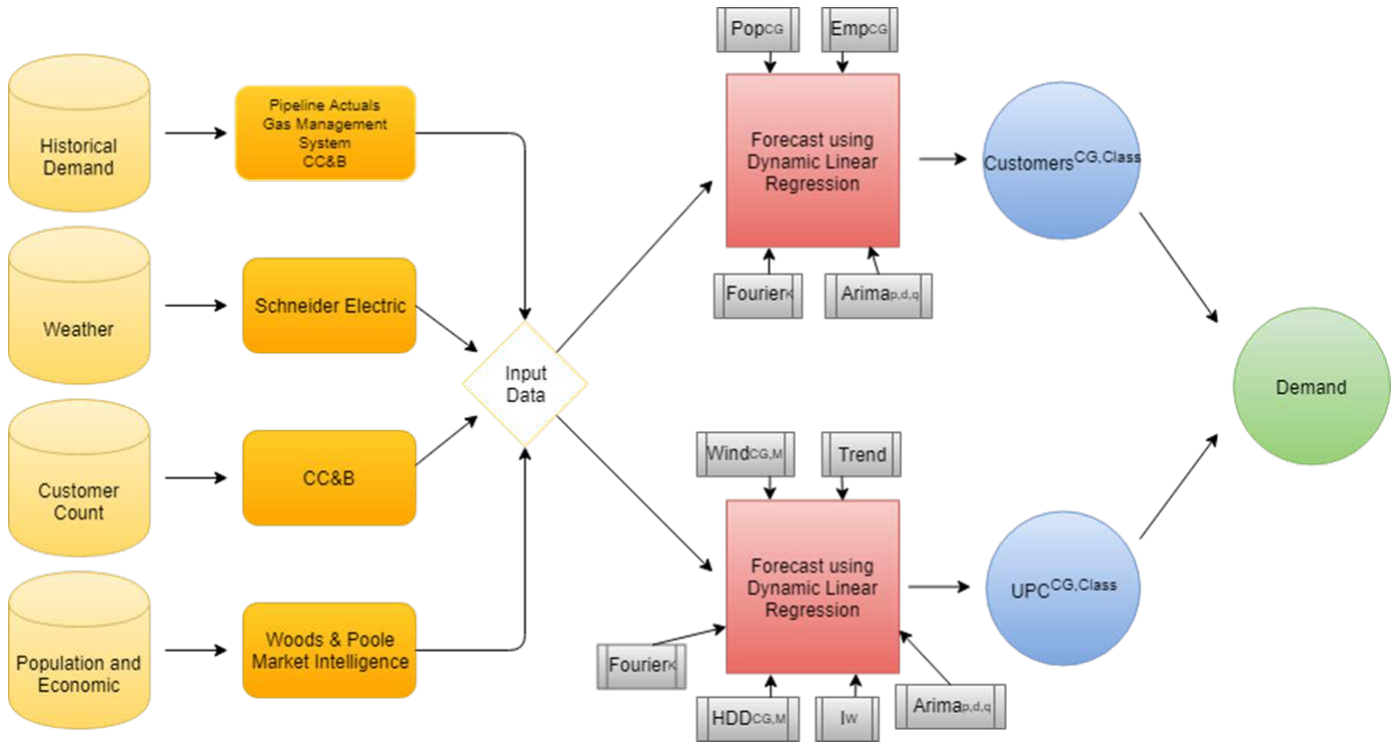 Historical
Demand
Pipeline Actuals
Gas Management
System
CC&B
Weather
Schneider Electric
Customer
Count
CC&B
Population and
Economic
Woods & Poole
Market Intelligence
Input
Data
PopCG
EmpCG
Forecast using
Dynamic Linear
Regression
FourierK
Arimap,d,q
CustomersCG,Class
WindCG,M
Trend
Forecast using
Dynamic Linear
Regression
FourierK
HDDCG,M
IW
Arimap,d,q
UPCCG,Class
Demand